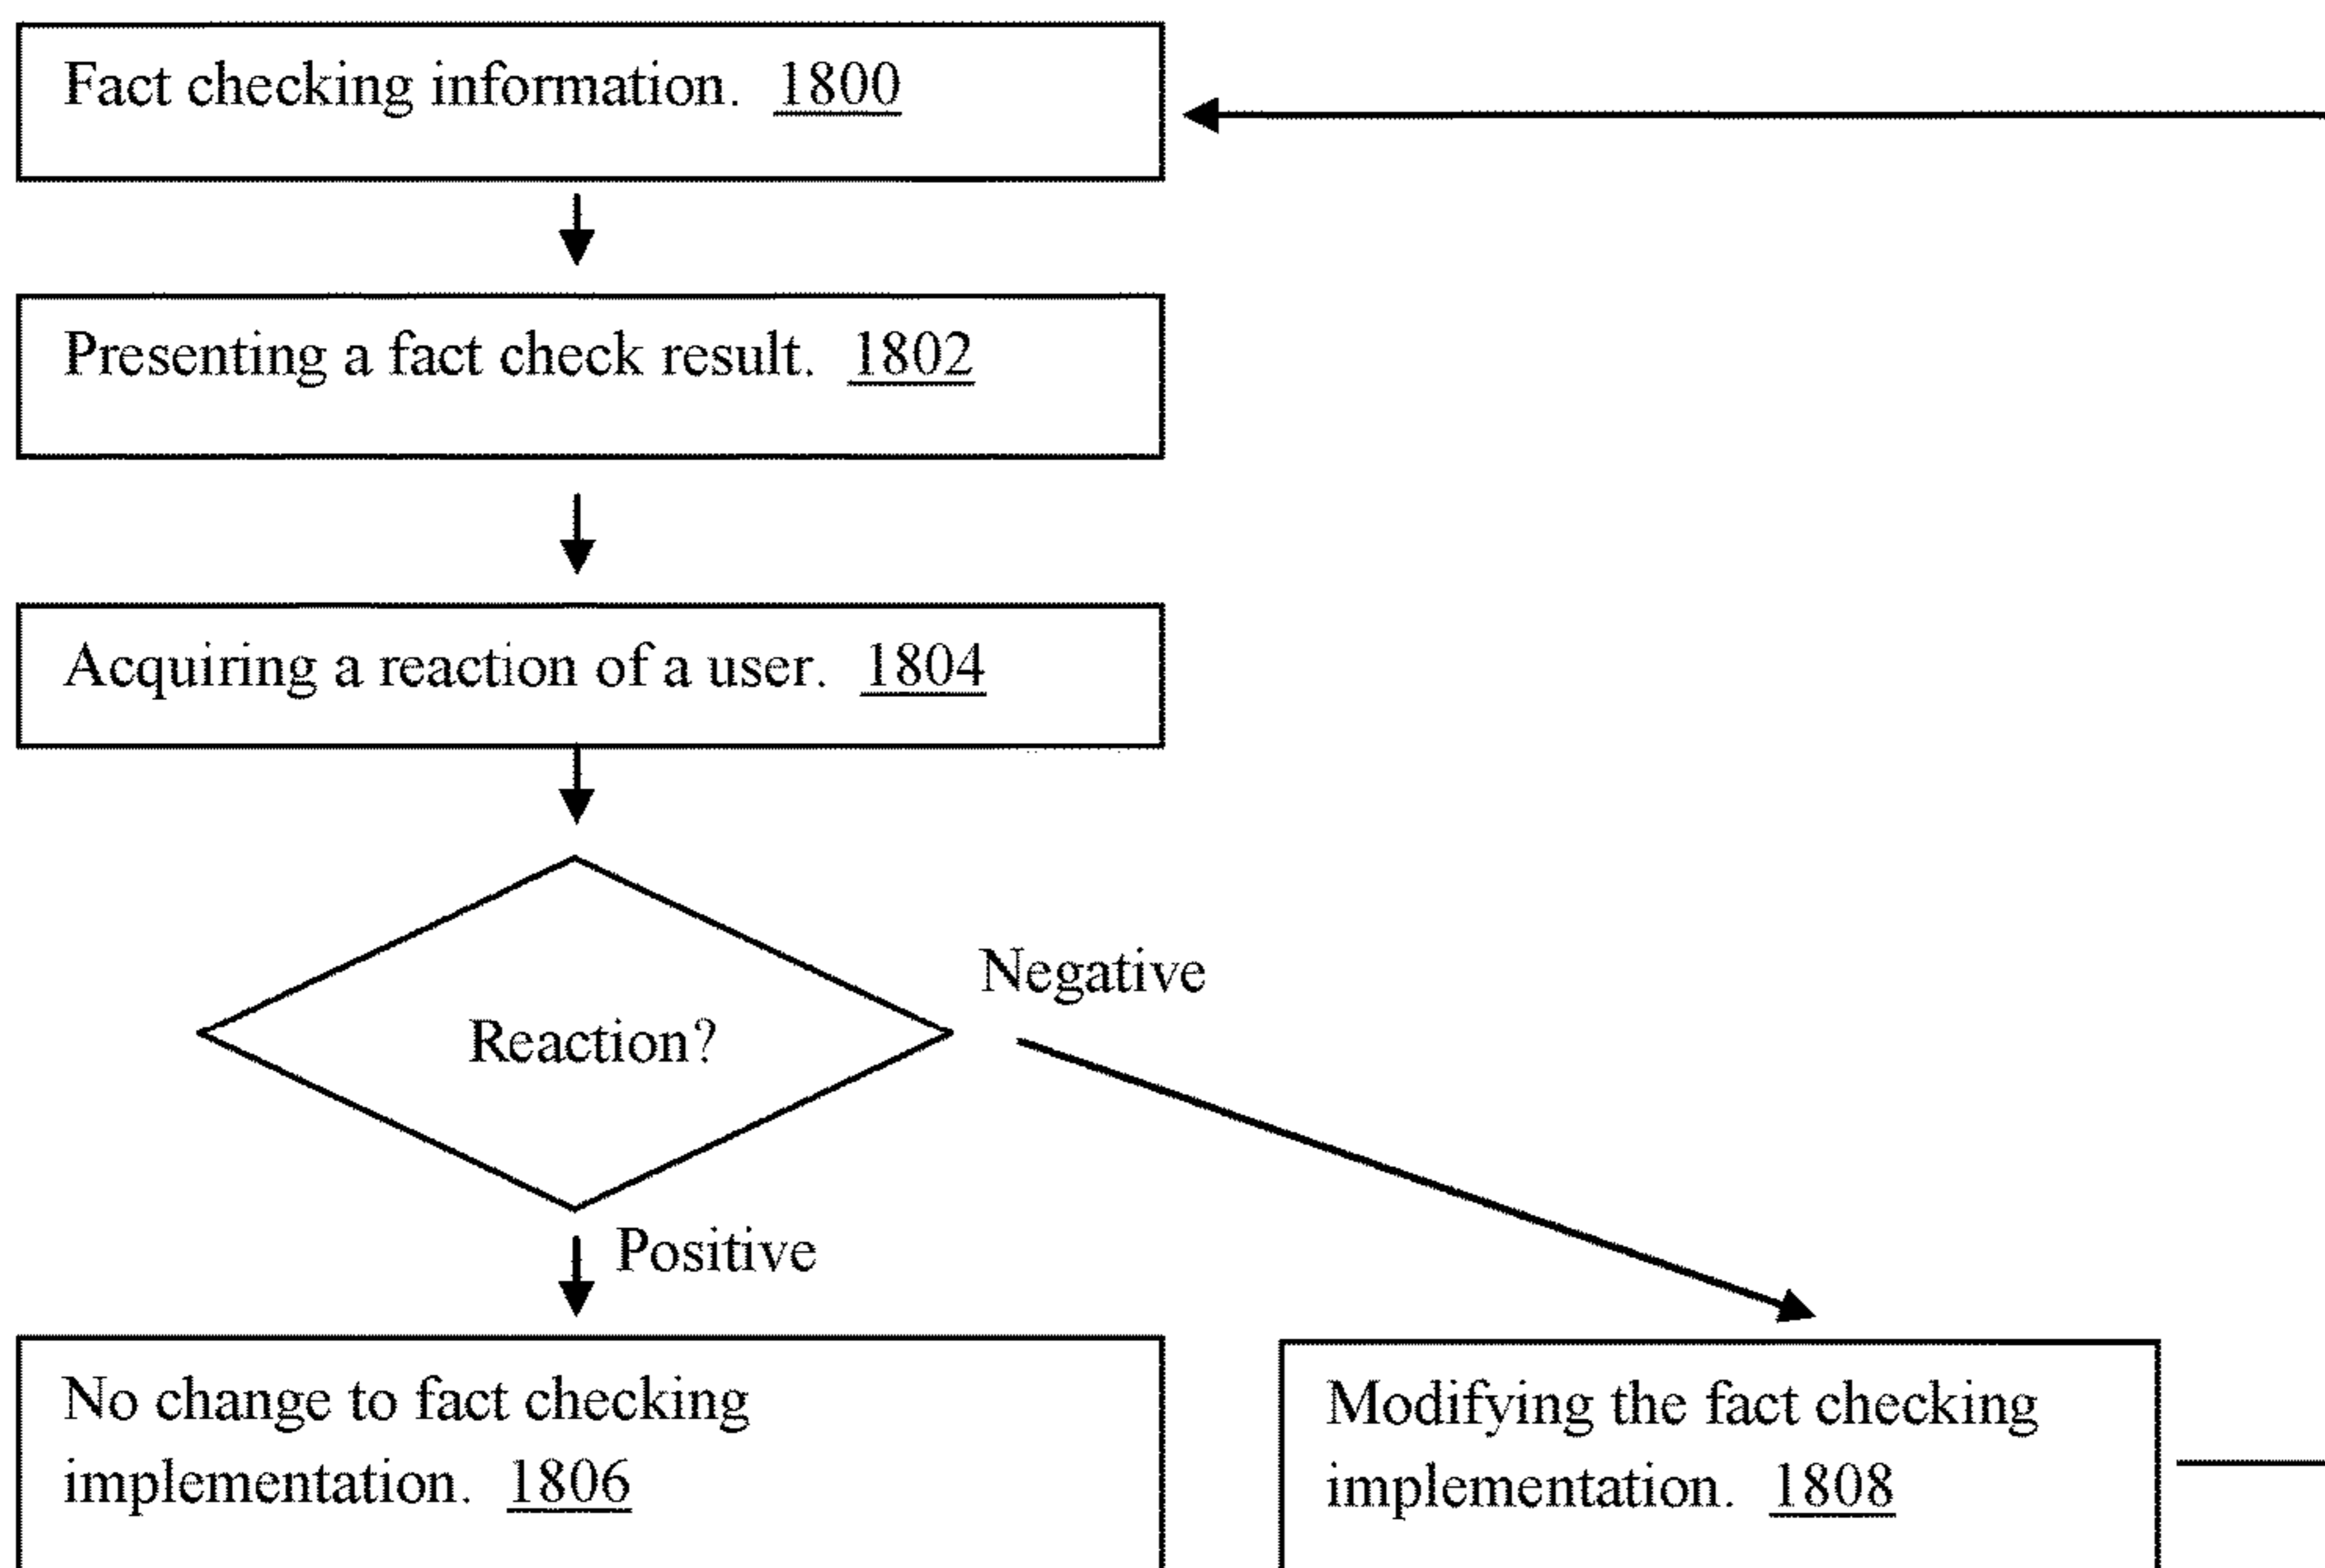 Fact checking information. 1800
Presenting a fact check result. 1802
Acquiring a reaction of a user. 1804
Negative
Reaction?
Positive
No change to fact checking
implementation. 1806
Modifying the fact checking
implementation. 1808